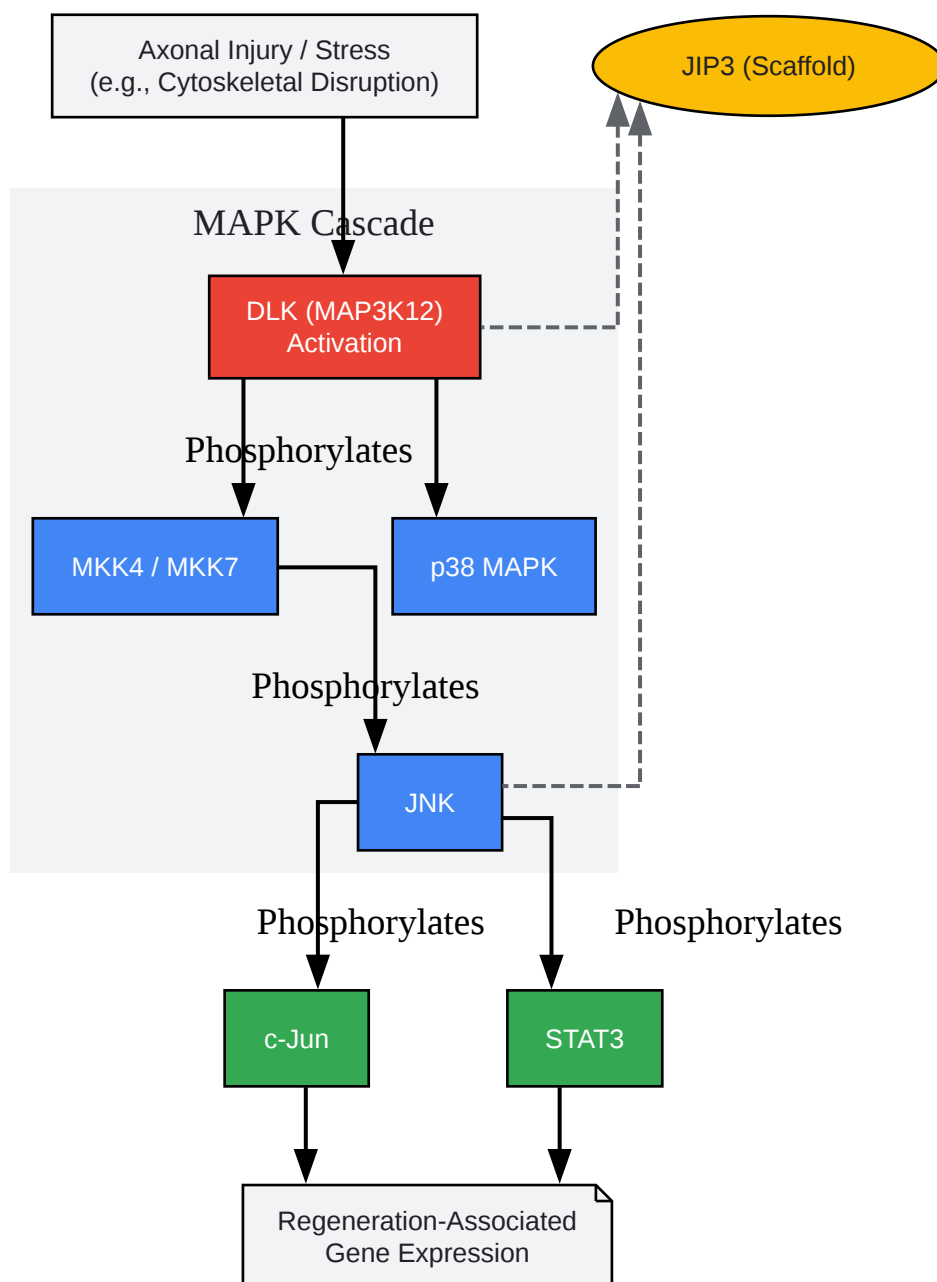 Axonal Injury / Stress
(e.g., Cytoskeletal Disruption)
JIP3 (Scaffold)
MAPK Cascade
DLK (MAP3K12)
Activation
Phosphorylates
MKK4 / MKK7
p38 MAPK
Phosphorylates
JNK
Phosphorylates
Phosphorylates
c-Jun
STAT3
Regeneration-Associated
Gene Expression